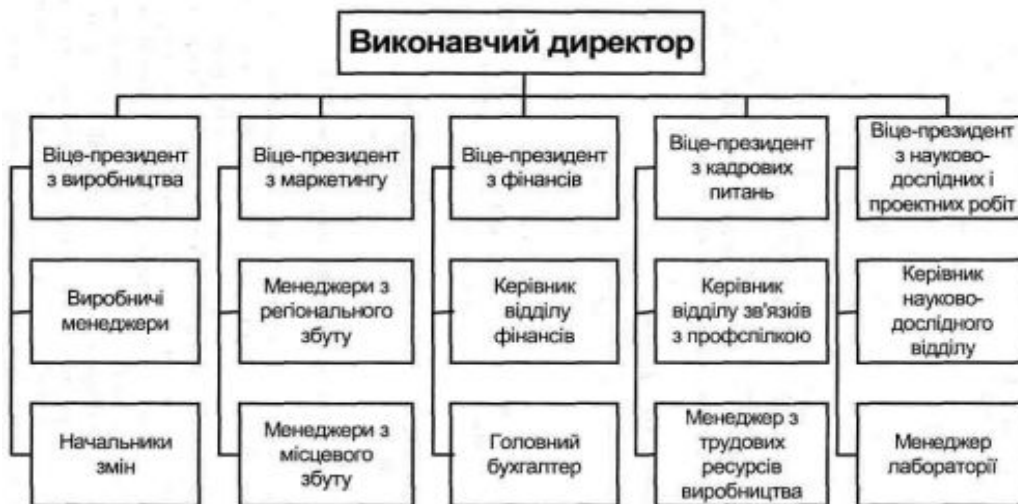 Виконавчий директор
Віце-президент
з виробництва
Віце-президент
з маркетингу
Віце-президент
з фінансів
Віце-президент
з кадрових
питань
Віце-президент
з науково-
дослідних і
проектних робіт
Виробничі
менеджери
Менеджери з
регіонального
збуту
Керівник
відділу
фінансів
Керівник
відділу зв'язків
з профспілкою
Керівник
науково-
дослідного
відділу
Начальники
змін
Менеджери з
місцевого
збуту
Головний
бухгалтер
Менеджер з
трудових
ресурсів
виробництва
Менеджер
лабораторії